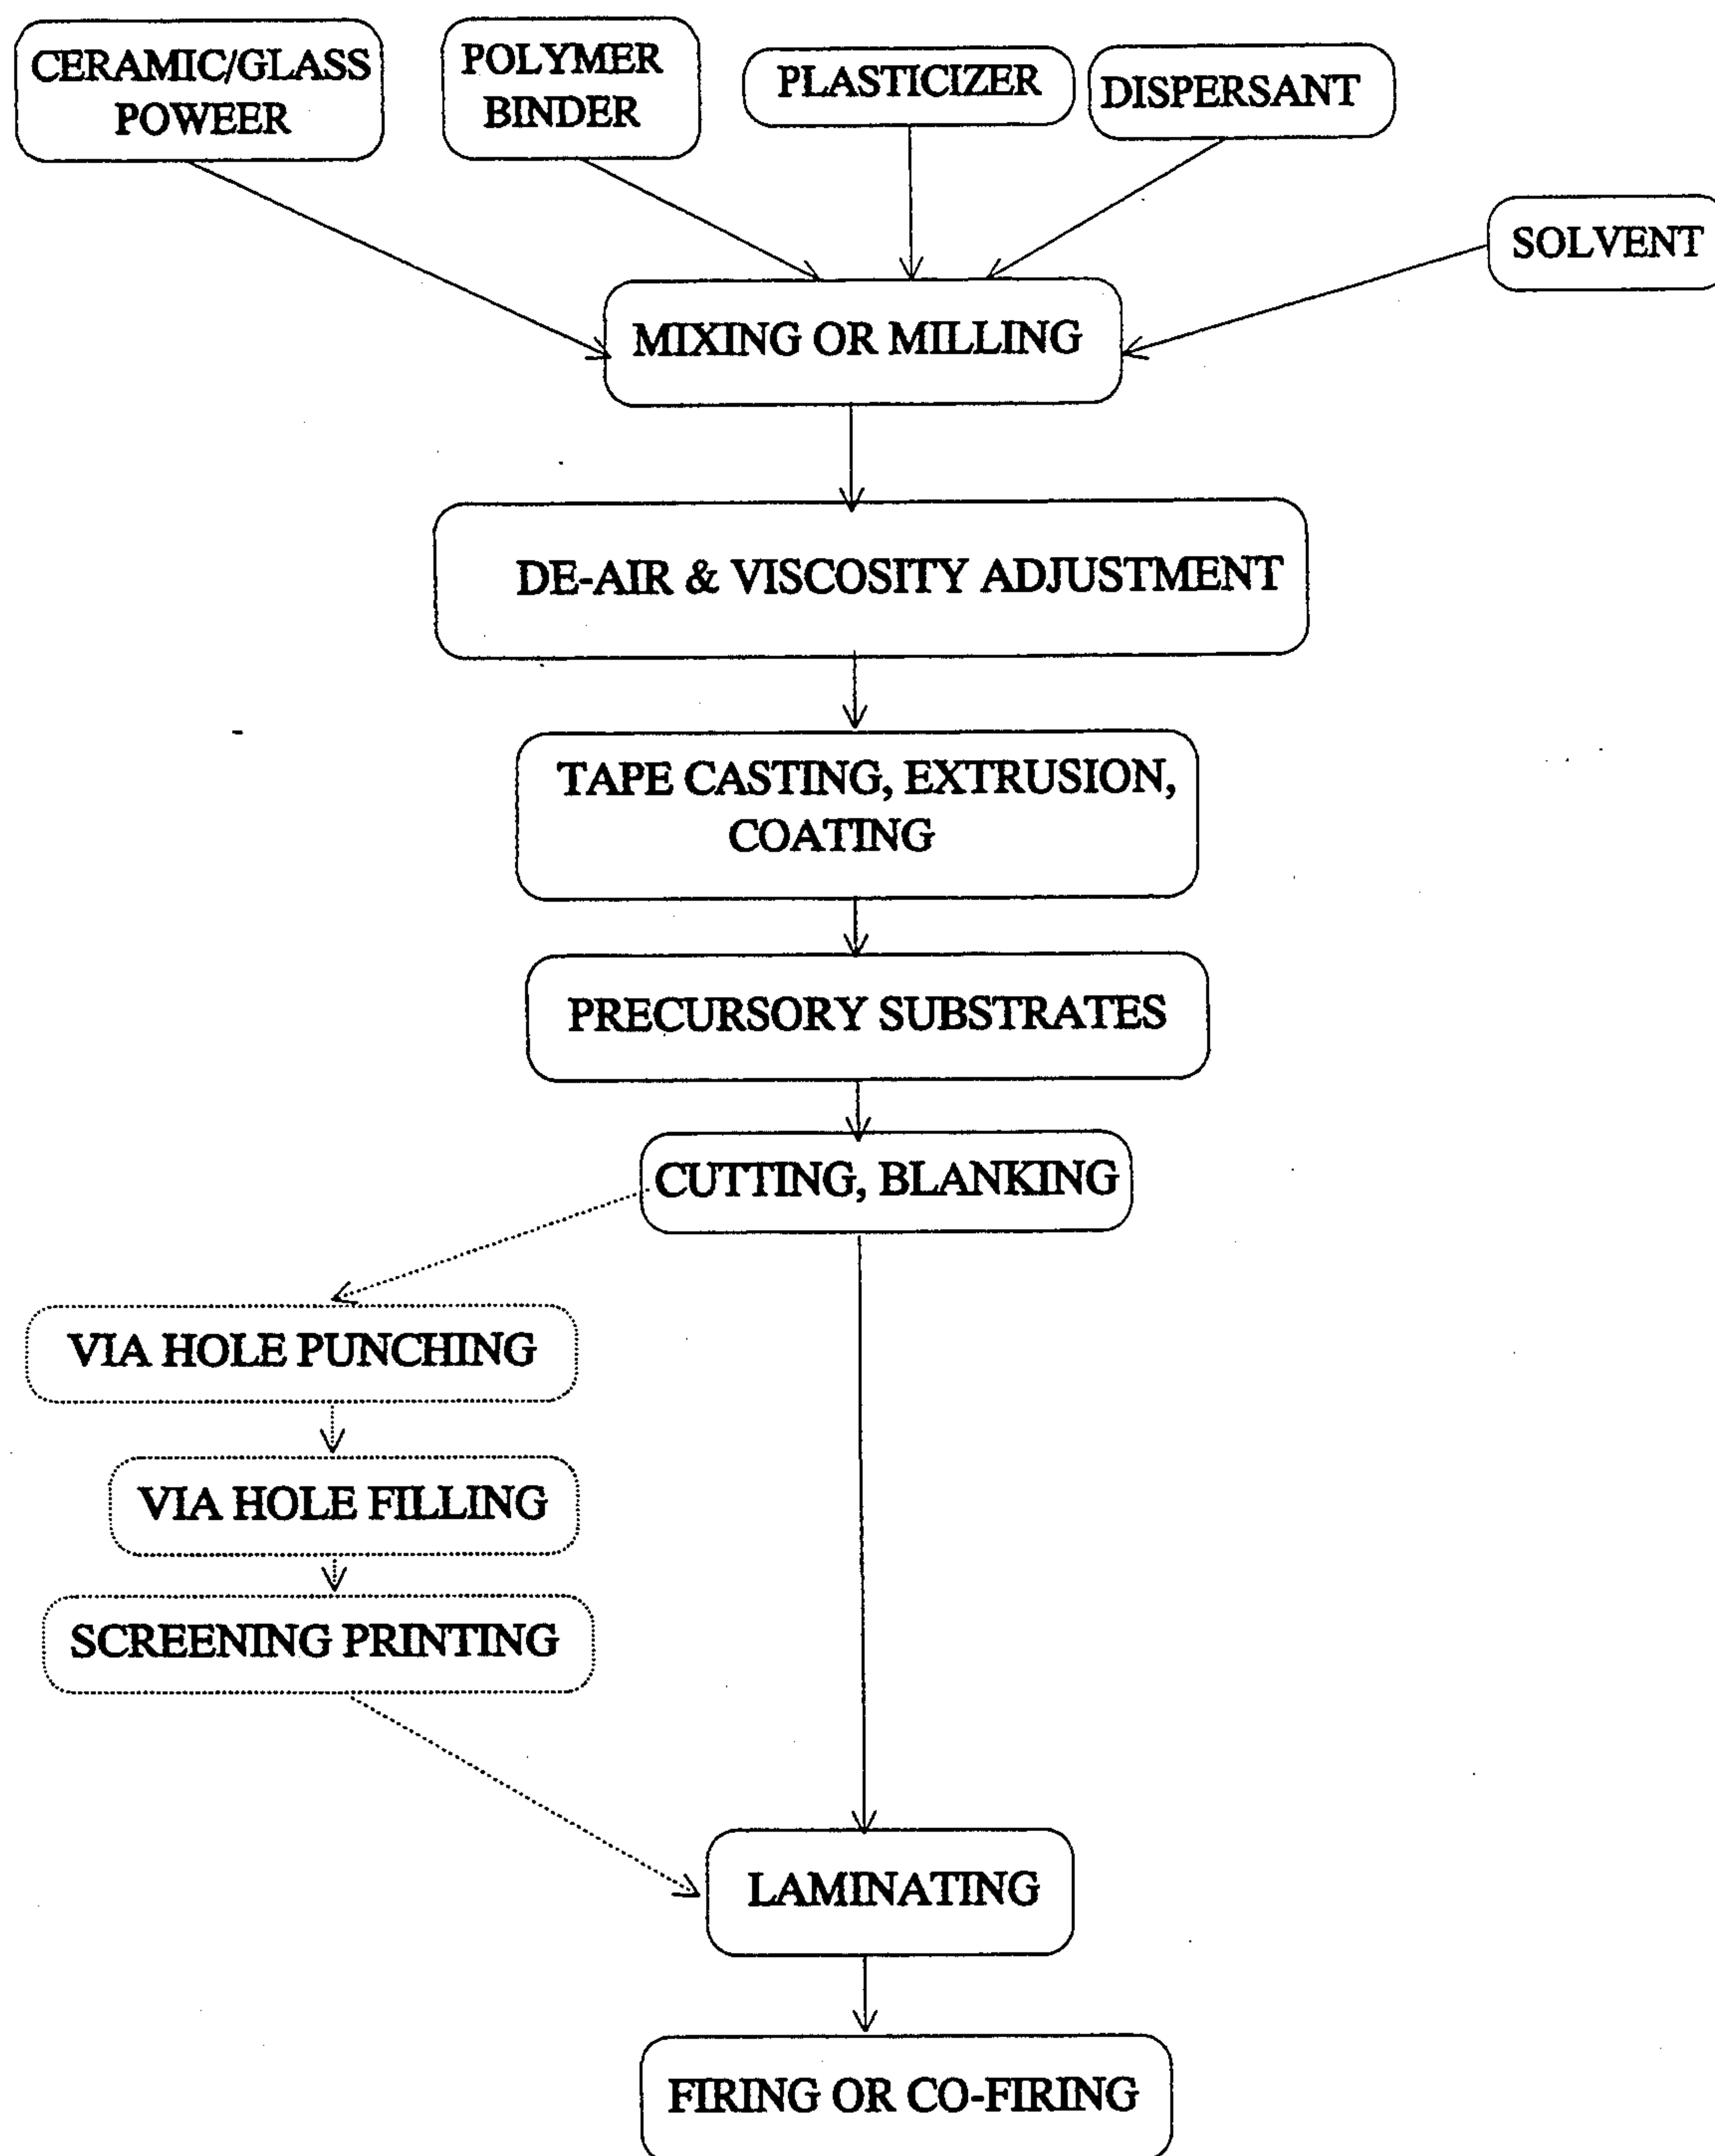 CERAMIC/GLASS
POWEER
POLYMER
BINDER
PLASTICIZER
DISPERSANT
SOLVENT
MIXING OR MILLING
DE-AIR & VISCOSITY ADJUSTMENT
TAPE CASTING, EXTRUSION,
COATING
PRECURSORY SUBSTRATES
CUTTING, BLANKING
VIA HOLE PUNCHING
VIA HOLE FILLING
SCREENING PRINTING
LAMINATING
FIRING OR CO-FIRING